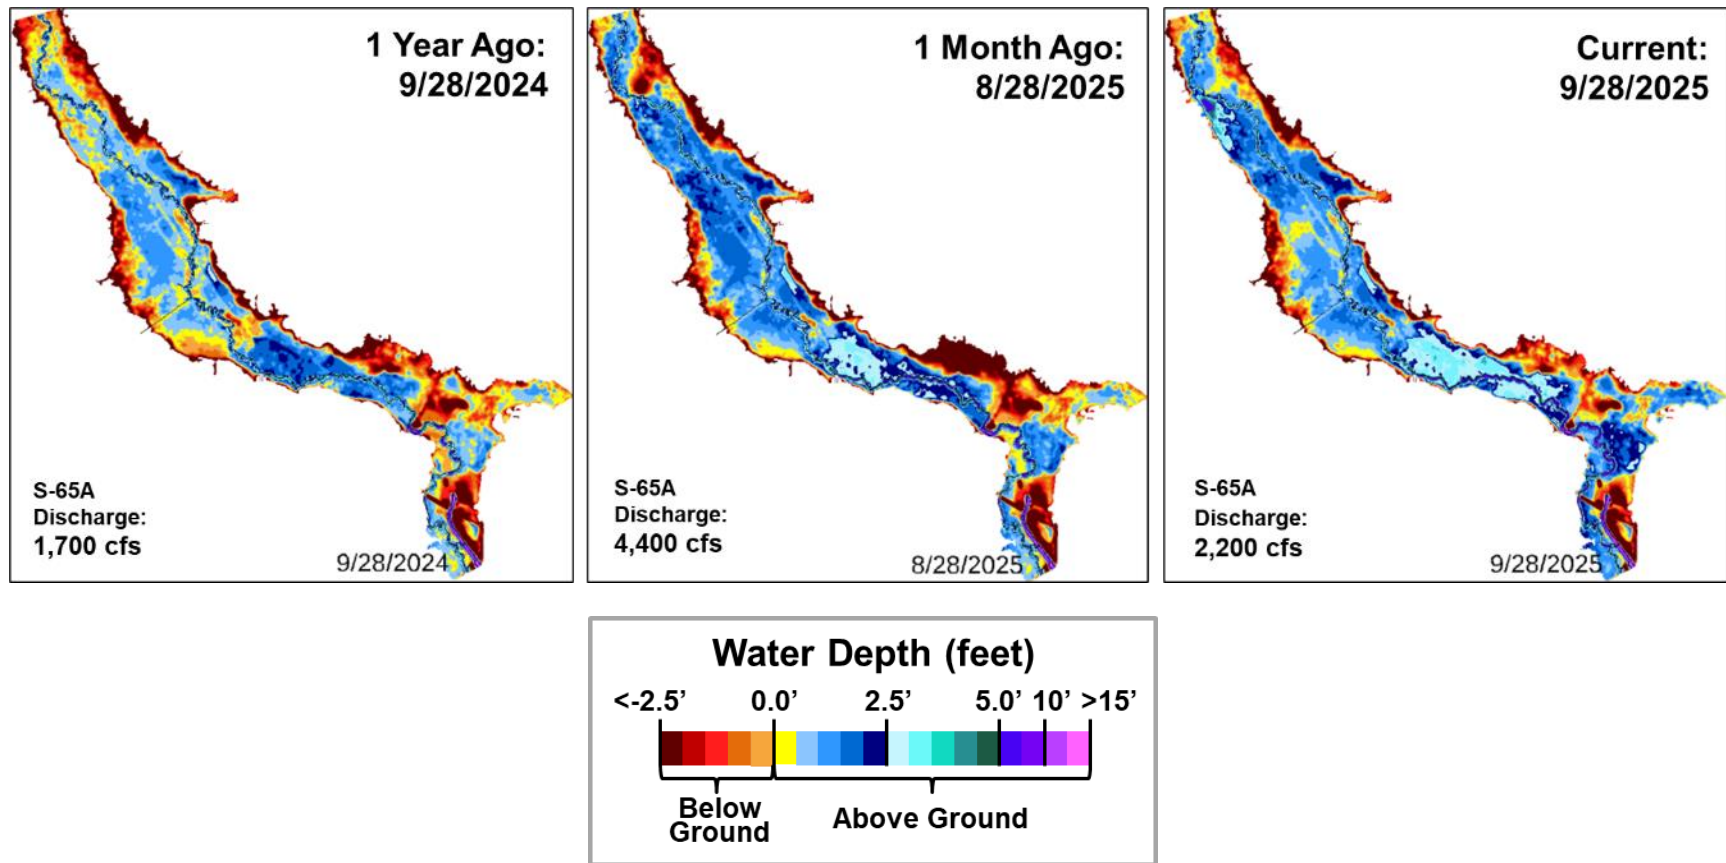 1 Year Ago:
9/28/2024
S-65A
Discharge:
1,700 cfs
9/28/2024
1 Month Ago:
8/28/2025
S-65A
Discharge:
4,400 cfs
8/28/2025
Current:
9/28/2025
S-65A
Discharge:
2,200 cfs
9/28/2025
Water Depth (feet)
<-2.5’ 0.0’ 2.5’ 5.0’ 10’ >15’
Below
Ground
Above Ground